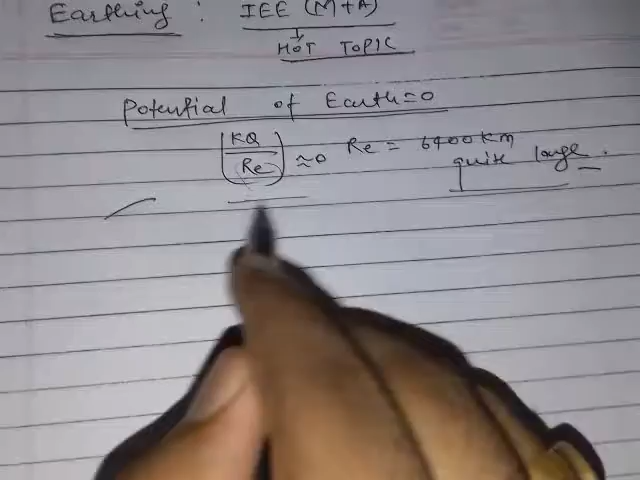 Earthing : IEE (M+A)
↓
HOT TOPIC
Potential of Earth=0
(KQ/Re) ≈0 Re = 6400 km
quite large.